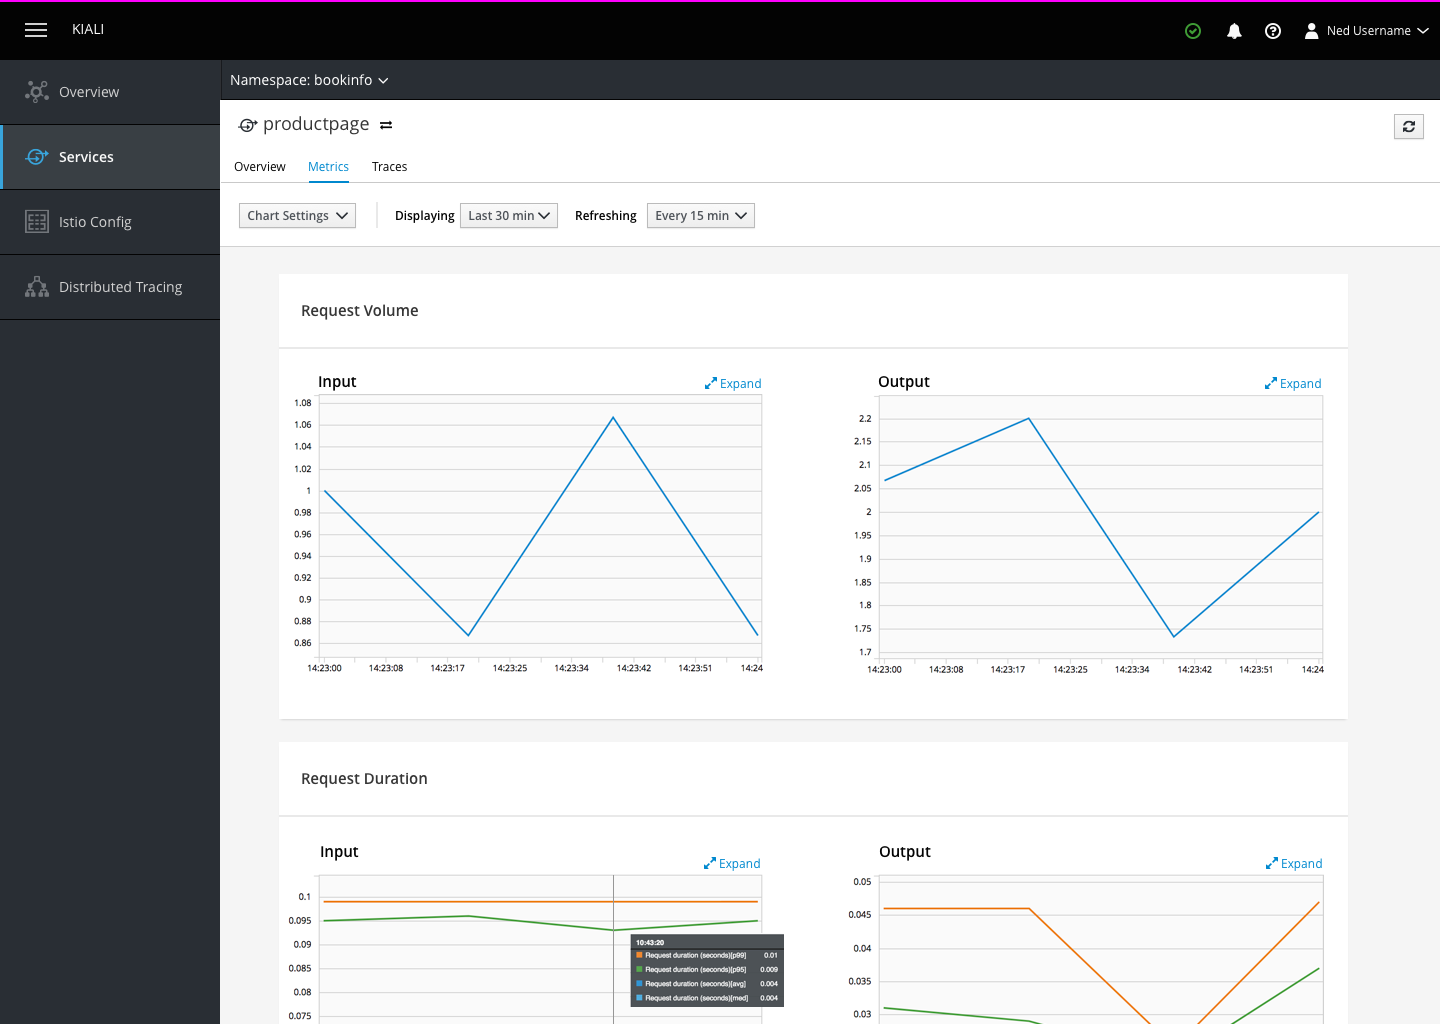 KIALI
Ned Username
Namespace: bookinfo
Overview
Services
Istio Config
Distributed Tracing
productpage
Overview Metrics Traces
Chart Settings Displaying Last 30 min Refreshing Every 15 min
Request Volume
Input
Expand
1.08
1.06
1.04
1.02
1
0.98
0.96
0.94
0.92
0.9
0.88
0.86
14:23:00 14:23:08 14:23:17 14:23:25 14:23:34 14:23:42 14:23:51 14:24
Output
Expand
2.2
2.15
2.1
2.05
2
1.95
1.9
1.85
1.8
1.75
1.7
14:23:00 14:23:08 14:23:17 14:23:25 14:23:34 14:23:42 14:23:51 14:24
Request Duration
Input
Expand
0.1
0.095
0.09
0.085
0.08
0.075
10:43:20
Request duration (seconds)[p99] 0.01
Request duration (seconds)[p95] 0.009
Request duration (seconds)[avg] 0.004
Request duration (seconds)[med] 0.004
Output
Expand
0.05
0.045
0.04
0.035
0.03